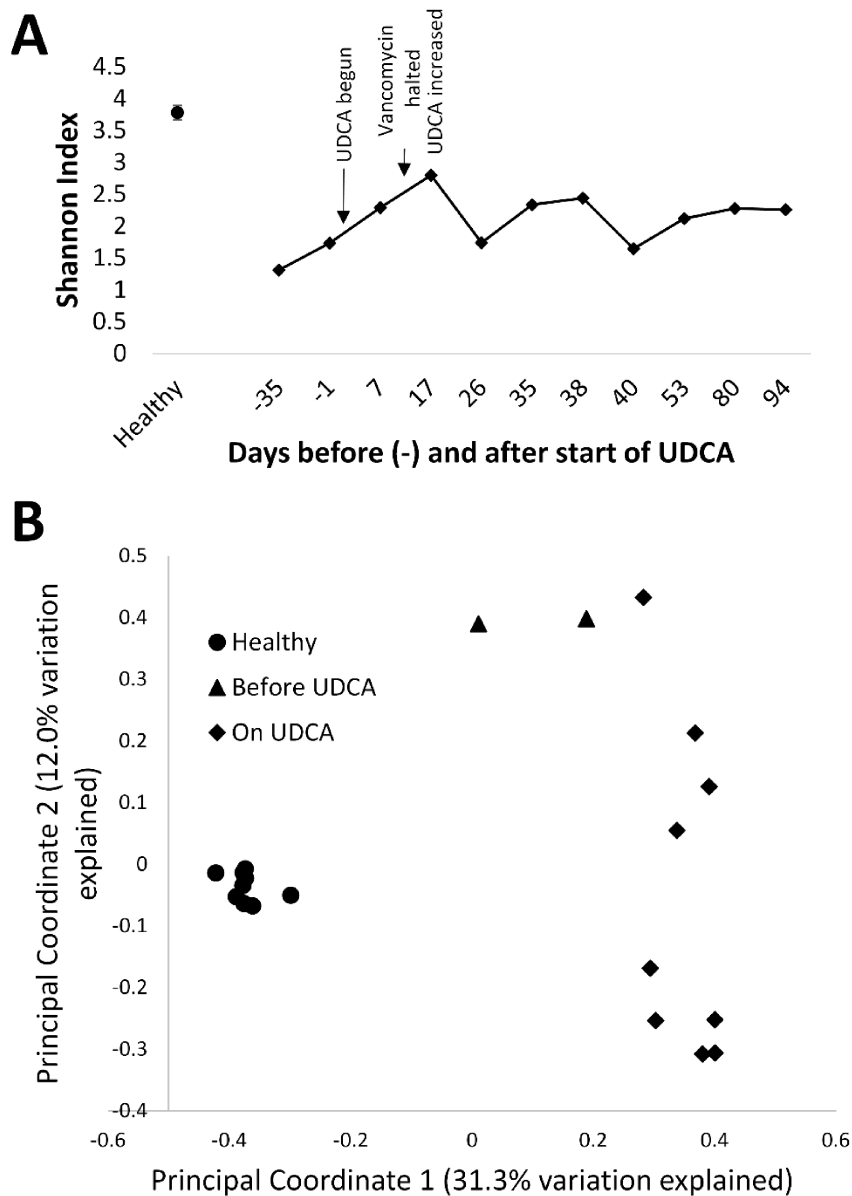 A
Shannon Index
4.5
4
3.5
3
2.5
2
1.5
1
0.5
0
UDCA begun
Vancomycin
halted
UDCA increased
Healthy
-35
-1
7
17
26
35
38
40
53
80
94
Days before (-) and after start of UDCA
B
Principal Coordinate 2 (12.0% variation
explained)
0.5
0.4
0.3
0.2
0.1
0
-0.1
-0.2
-0.3
-0.4
Healthy
Before UDCA
On UDCA
-0.6
-0.4
-0.2
0
0.2
0.4
0.6
Principal Coordinate 1 (31.3% variation explained)